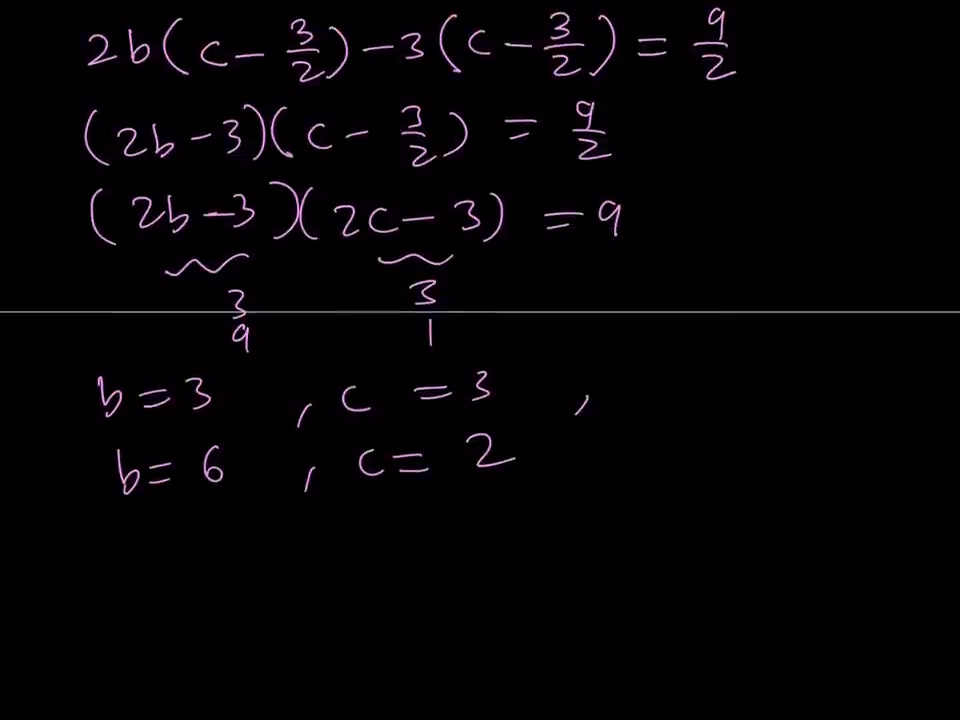 2b(c - 3/2) - 3(c - 3/2) = 9/2
(2b - 3)(c - 3/2) = 9/2
(2b - 3)(2c - 3) = 9
3 3
9 1
b = 3 , c = 3 ,
b = 6 , c = 2